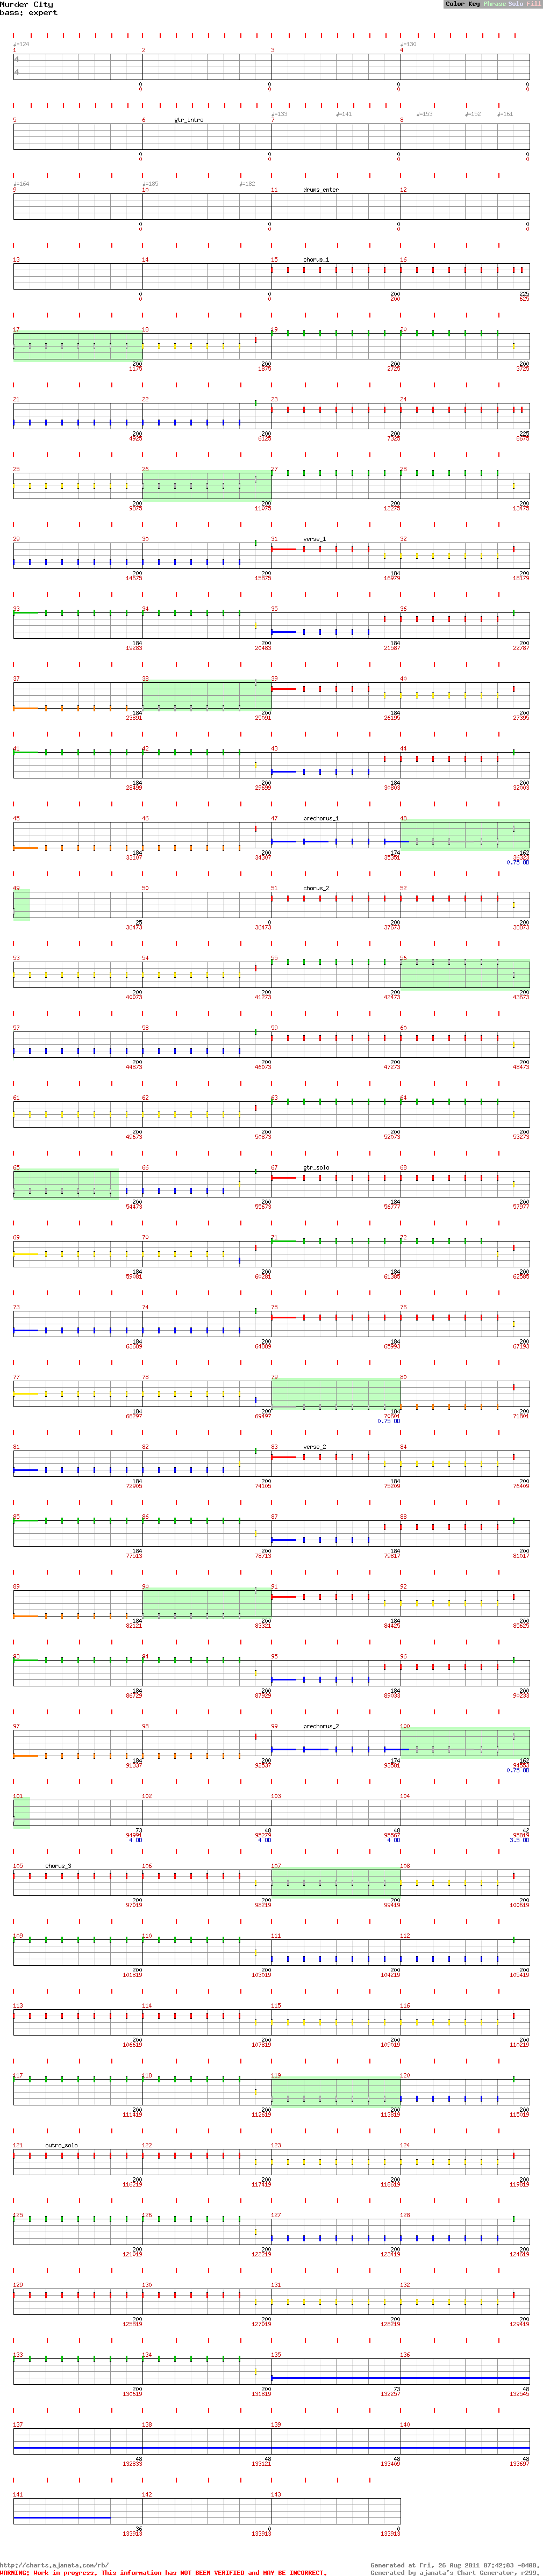 Murder City
Color Key Phrase Solo Fill
bass: expert
♩=124 ♩=130
1 2 3 4
4
4
0 0 0 0
0 0 0 0
♩=133 ♩=141 ♩=153 ♩=152 ♩=161
5 6 gtr_intro 7 8
0 0 0 0
0 0 0 0
♩=164 ♩=185 ♩=182
9 10 11 drums_enter 12
0 0 0 0
0 0 0 0
13 14 15 chorus_1 16
0 0 200 225
0 0 200 625
17 18 19 20
200 200 200 200
1175 1875 2725 3725
21 22 23 24
200 200 200 225
4925 6125 7325 8675
25 26 27 28
200 200 200 200
9875 11075 12275 13475
29 30 31 verse_1 32
200 200 184 200
14675 15875 16979 18179
33 34 35 36
184 200 184 200
19283 20483 21587 22787
37 38 39 40
184 200 184 200
23891 25091 26195 27395
41 42 43 44
184 200 184 200
28499 29699 30803 32003
45 46 47 prechorus_1 48
184 200 174 162
33107 34307 35351 36323
0.75 OD
49 50 51 chorus_2 52
25 0 200 200
36473 36473 37673 38873
53 54 55 56
200 200 200 200
40073 41273 42473 43673
57 58 59 60
200 200 200 200
44873 46073 47273 48473
61 62 63 64
200 200 200 200
49673 50873 52073 53273
65 66 67 gtr_solo 68
200 200 184 200
54473 55673 56777 57977
69 70 71 72
184 200 184 200
59081 60281 61385 62585
73 74 75 76
184 200 184 200
63689 64889 65993 67193
77 78 79 80
184 200 184 200
68297 69497 70601 71801
0.75 OD
81 82 83 verse_2 84
184 200 184 200
72905 74105 75209 76409
85 86 87 88
184 200 184 200
77513 78713 79817 81017
89 90 91 92
184 200 184 200
82121 83321 84425 85625
93 94 95 96
184 200 184 200
86729 87929 89033 90233
97 98 99 prechorus_2 100
184 200 174 162
91337 92537 93581 94553
0.75 OD
101 102 103 104
73 48 48 42
94991 95279 95567 95819
4 OD 4 OD 4 OD 3.5 OD
105 chorus_3 106 107 108
200 200 200 200
97019 98219 99419 100619
109 110 111 112
200 200 200 200
101819 103019 104219 105419
113 114 115 116
200 200 200 200
106619 107819 109019 110219
117 118 119 120
200 200 200 200
111419 112619 113819 115019
121 outro_solo 122 123 124
200 200 200 200
116219 117419 118619 119819
125 126 127 128
200 200 200 200
121019 122219 123419 124619
129 130 131 132
200 200 200 200
125819 127019 128219 129419
133 134 135 136
200 200 73 48
130619 131819 132257 132545
137 138 139 140
48 48 48 48
132833 133121 133409 133697
141 142 143
36 0 0
133913 133913 133913
http://charts.ajanata.com/rb/ Generated at Fri, 26 Aug 2011 07:42:03 -0400.
WARNING: Work in progress. This information has NOT BEEN VERIFIED and MAY BE INCORRECT. Generated by ajanata's Chart Generator, r299.